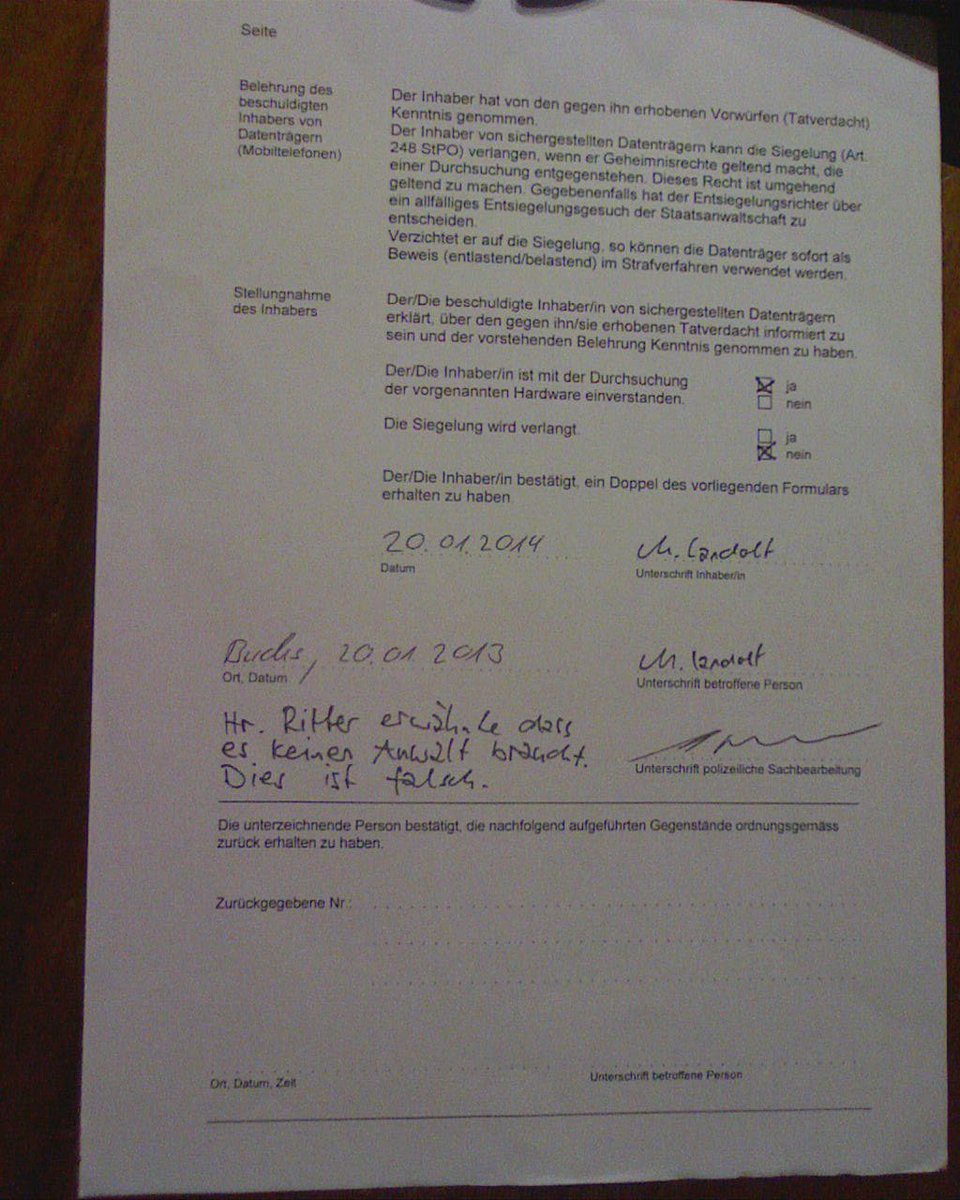 Seite
Belehrung des
beschuldigten
Inhabers von
Datenträgern
(Mobiltelefonen)
Der Inhaber hat von den gegen ihn erhobenen Vorwürfen (Tatverdacht)
Kenntnis genommen.
Der Inhaber von sichergestellten Datenträgern kann die Siegelung (Art.
248 StPO) verlangen, wenn er Geheimnisrechte geltend macht, die
einer Durchsuchung entgegenstehen. Dieses Recht ist umgehend
geltend zu machen. Gegebenenfalls hat der Entsiegelungsrichter über
ein allfälliges Entsiegelungsgesuch der Staatsanwaltschaft zu
entscheiden.
Verzichtet er auf die Siegelung, so können die Datenträger sofort als
Beweis (entlastend/belastend) im Strafverfahren verwendet werden.
Stellungnahme
des Inhabers
Der/Die beschuldigte Inhaber/in von sichergestellten Datenträgern
erklärt, über den gegen ihn/sie erhobenen Tatverdacht informiert zu
sein und der vorstehenden Belehrung Kenntnis genommen zu haben.
Der/Die Inhaber/in ist mit der Durchsuchung
der vorgenannten Hardware einverstanden.
ja
nein
Die Siegelung wird verlangt.
ja
nein
Der/Die Inhaber/in bestätigt, ein Doppel des vorliegenden Formulars
erhalten zu haben.
20.01.2014 M. Landolt
Datum Unterschrift Inhaber/in
Buchs, 20.01.2013 M. Landolt
Ort, Datum Unterschrift betroffene Person
Hr. Ritter erwähnte dass
es keinen Anwalt braucht.
Dies ist falsch.
Unterschrift polizeiliche Sachbearbeitung
Die unterzeichnende Person bestätigt, die nachfolgend aufgeführten Gegenstände ordnungsgemäss
zurück erhalten zu haben.
Zurückgegebene Nr.:
Ort, Datum, Zeit Unterschrift betroffene Person